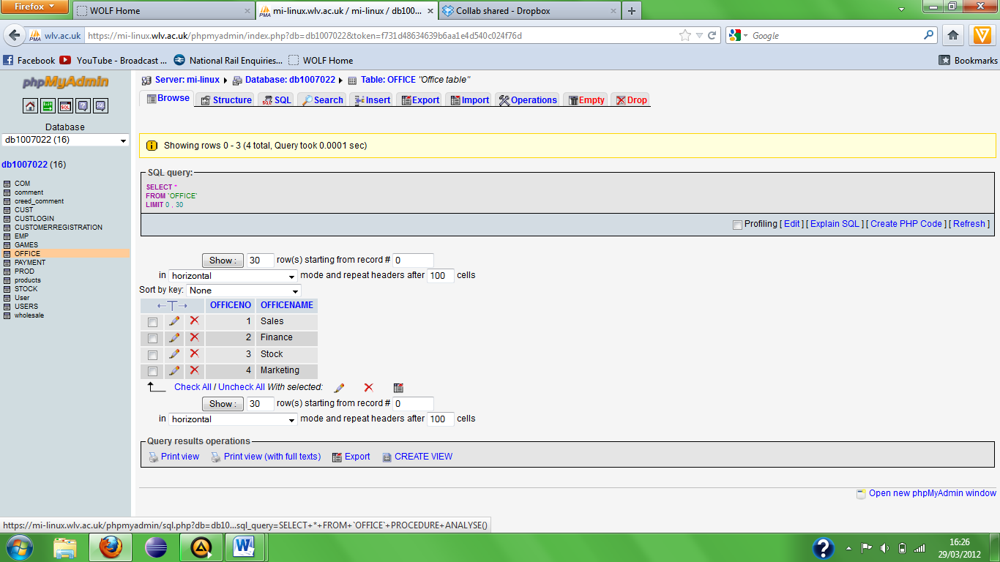 Firefox
WOLF Home
mi-linux.wlv.ac.uk / mi-linux / db100...
Collab shared - Dropbox
wlv.ac.uk
https://mi-linux.wlv.ac.uk/phpmyadmin/index.php?db=db1007022&token=f731d48634639b6aa1e4d540c024f76d
Google
Facebook YouTube - Broadcast ... National Rail Enquiries... WOLF Home
Bookmarks
phpMyAdmin
Database
db1007022 (16)
db1007022 (16)
COM
comment
creed_comment
CUST
CUSTLOGIN
CUSTOMERREGISTRATION
EMP
GAMES
OFFICE
PAYMENT
PROD
products
STOCK
User
USERS
wholesale
Server: mi-linux Database: db1007022 Table: OFFICE "Office table"
Browse Structure SQL Search Insert Export Import Operations Empty Drop
Showing rows 0 - 3 (4 total, Query took 0.0001 sec)
SQL query:
SELECT *
FROM `OFFICE`
LIMIT 0 , 30
Profiling [ Edit ] [ Explain SQL ] [ Create PHP Code ] [ Refresh ]
Show : 30 row(s) starting from record # 0
in horizontal mode and repeat headers after 100 cells
Sort by key: None
OFFICENO OFFICENAME
1 Sales
2 Finance
3 Stock
4 Marketing
Check All / Uncheck All With selected:
Show : 30 row(s) starting from record # 0
in horizontal mode and repeat headers after 100 cells
Query results operations
Print view Print view (with full texts) Export CREATE VIEW
Open new phpMyAdmin window
https://mi-linux.wlv.ac.uk/phpmyadmin/sql.php?db=db10...sql_query=SELECT+*+FROM+`OFFICE`+PROCEDURE+ANALYSE()
16:26
29/03/2012